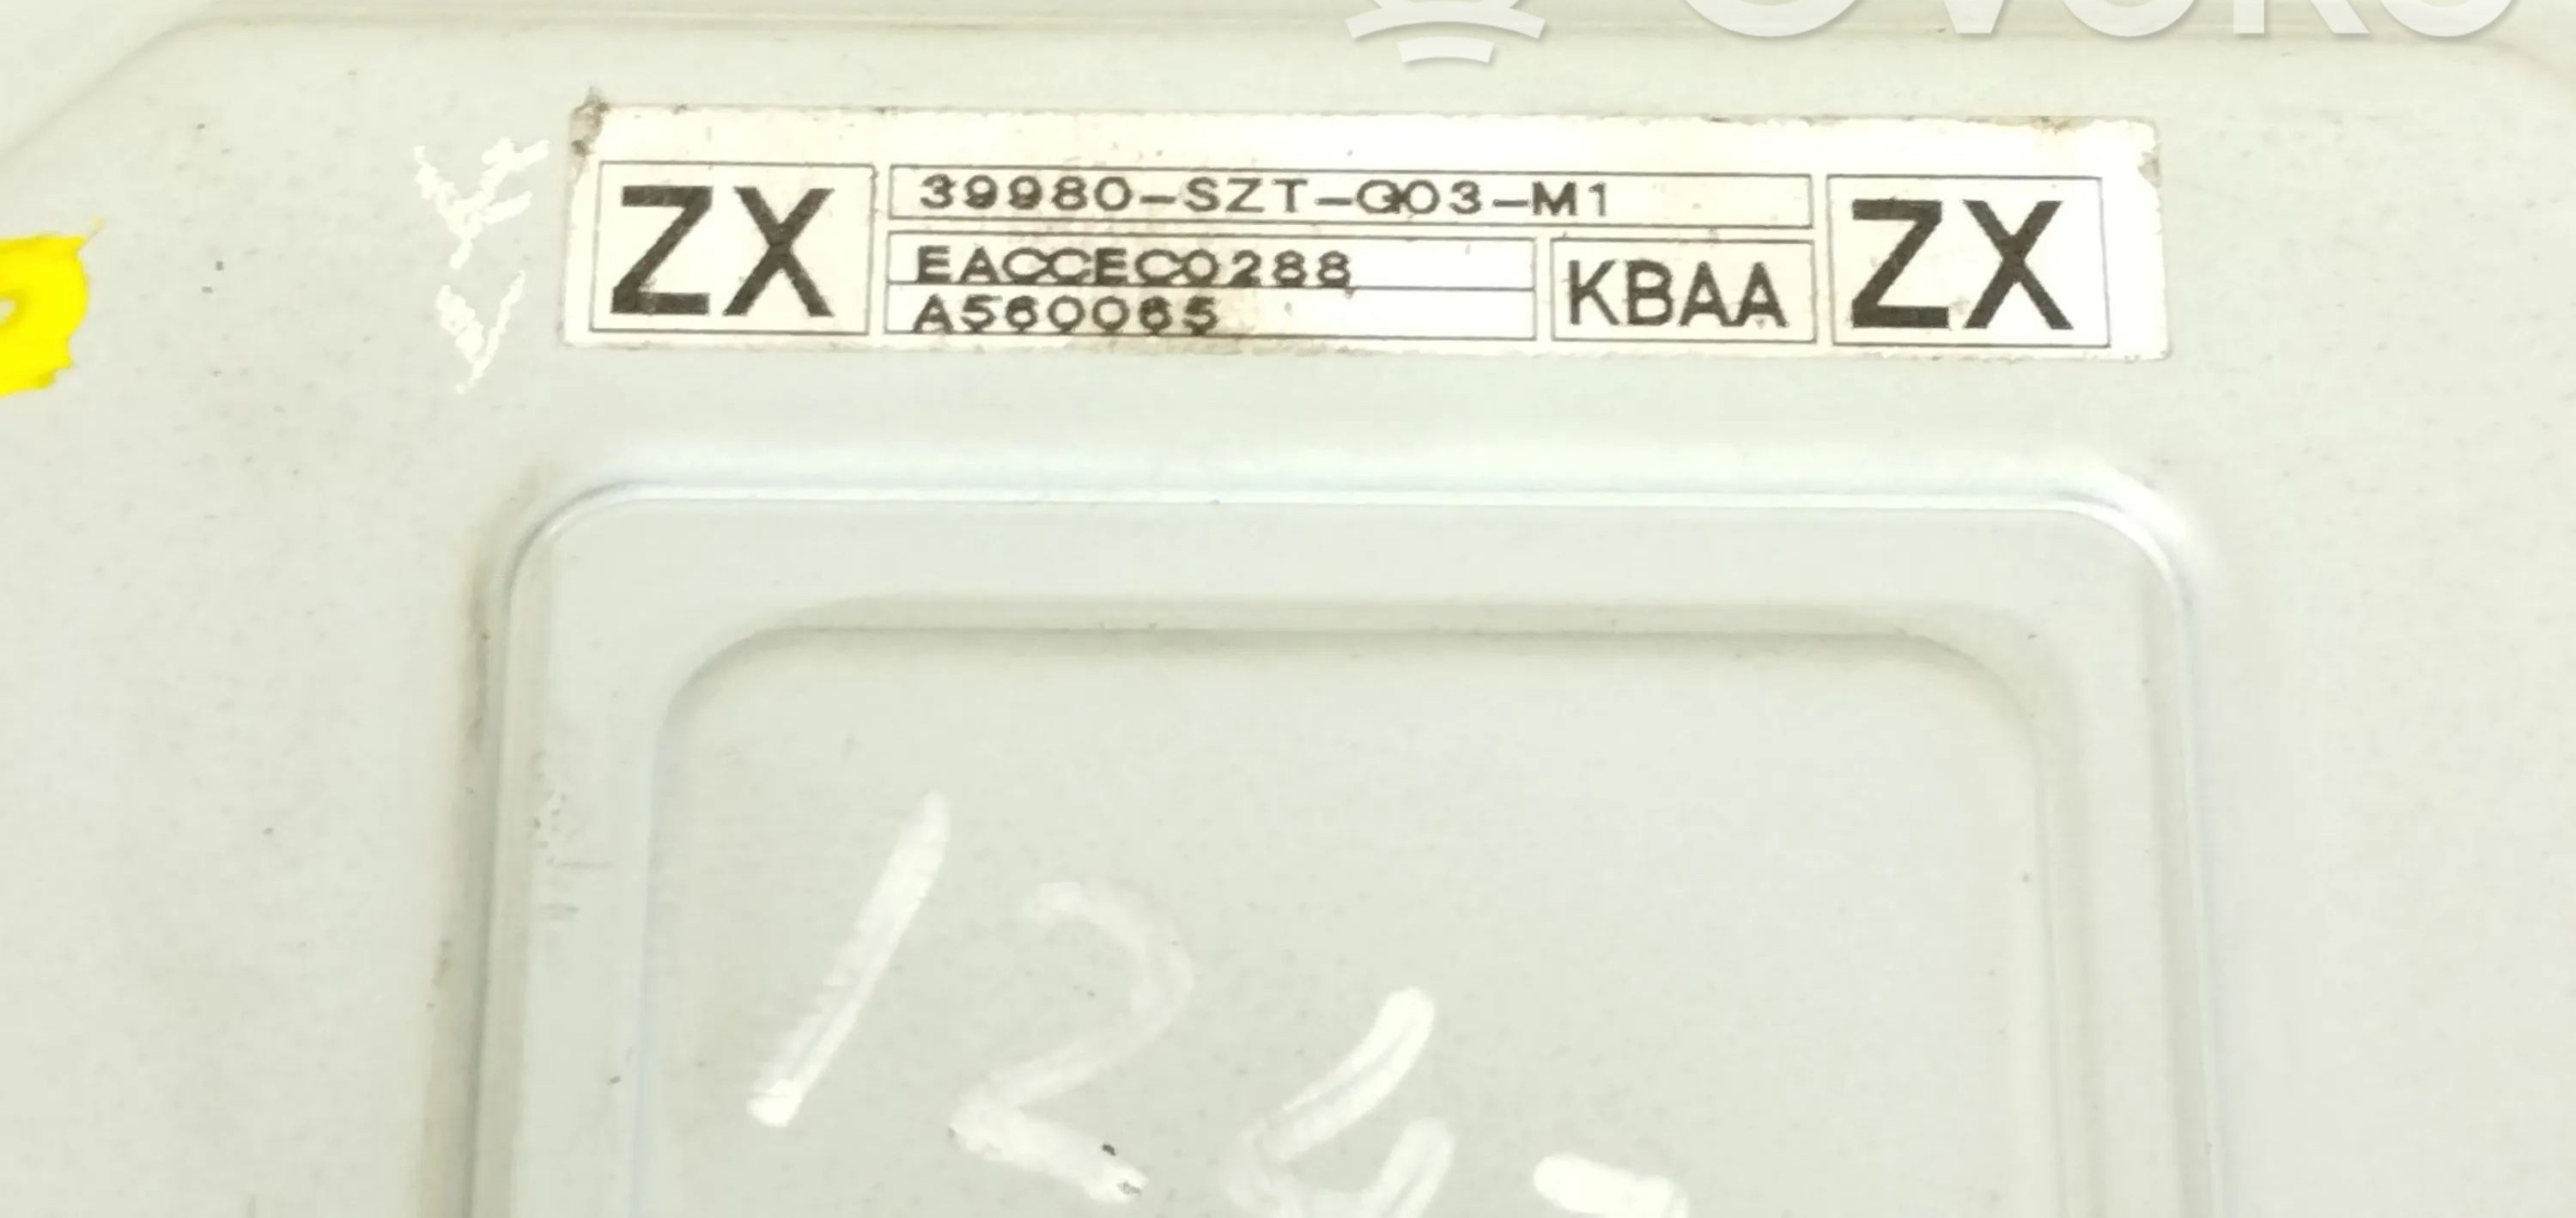 ZX
39980-SZT-G03-M1
EACCEC0288
A560065
KBAA
ZX
124-